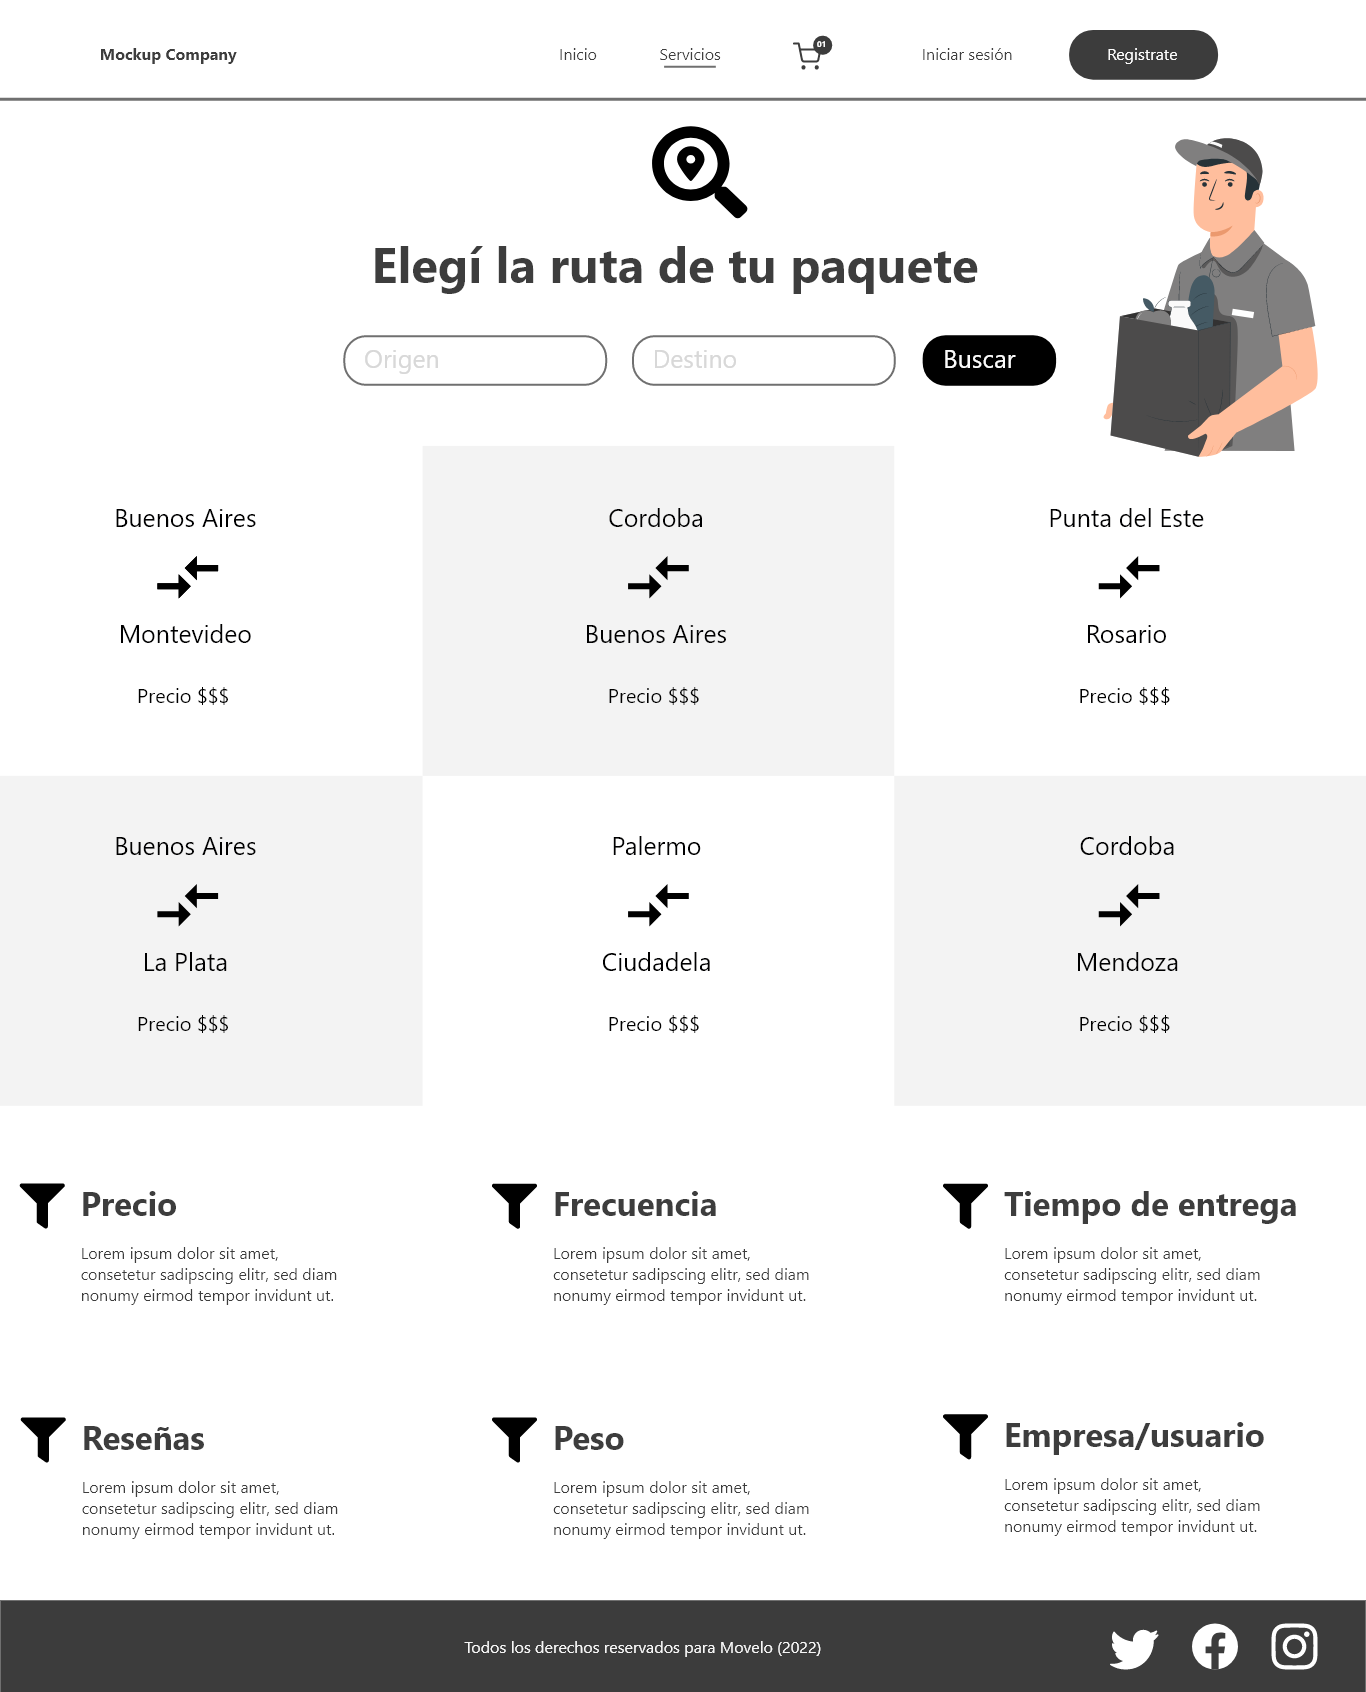 Mockup Company
Inicio
Servicios
01
Iniciar sesión
Registrate
Elegí la ruta de tu paquete
Origen
Destino
Buscar
Buenos Aires
Montevideo
Precio $$$
Cordoba
Buenos Aires
Precio $$$
Punta del Este
Rosario
Precio $$$
Buenos Aires
La Plata
Precio $$$
Palermo
Ciudadela
Precio $$$
Cordoba
Mendoza
Precio $$$
Precio
Lorem ipsum dolor sit amet,
consetetur sadipscing elitr, sed diam
nonumy eirmod tempor invidunt ut.
Frecuencia
Lorem ipsum dolor sit amet,
consetetur sadipscing elitr, sed diam
nonumy eirmod tempor invidunt ut.
Tiempo de entrega
Lorem ipsum dolor sit amet,
consetetur sadipscing elitr, sed diam
nonumy eirmod tempor invidunt ut.
Reseñas
Lorem ipsum dolor sit amet,
consetetur sadipscing elitr, sed diam
nonumy eirmod tempor invidunt ut.
Peso
Lorem ipsum dolor sit amet,
consetetur sadipscing elitr, sed diam
nonumy eirmod tempor invidunt ut.
Empresa/usuario
Lorem ipsum dolor sit amet,
consetetur sadipscing elitr, sed diam
nonumy eirmod tempor invidunt ut.
Todos los derechos reservados para Movelo (2022)